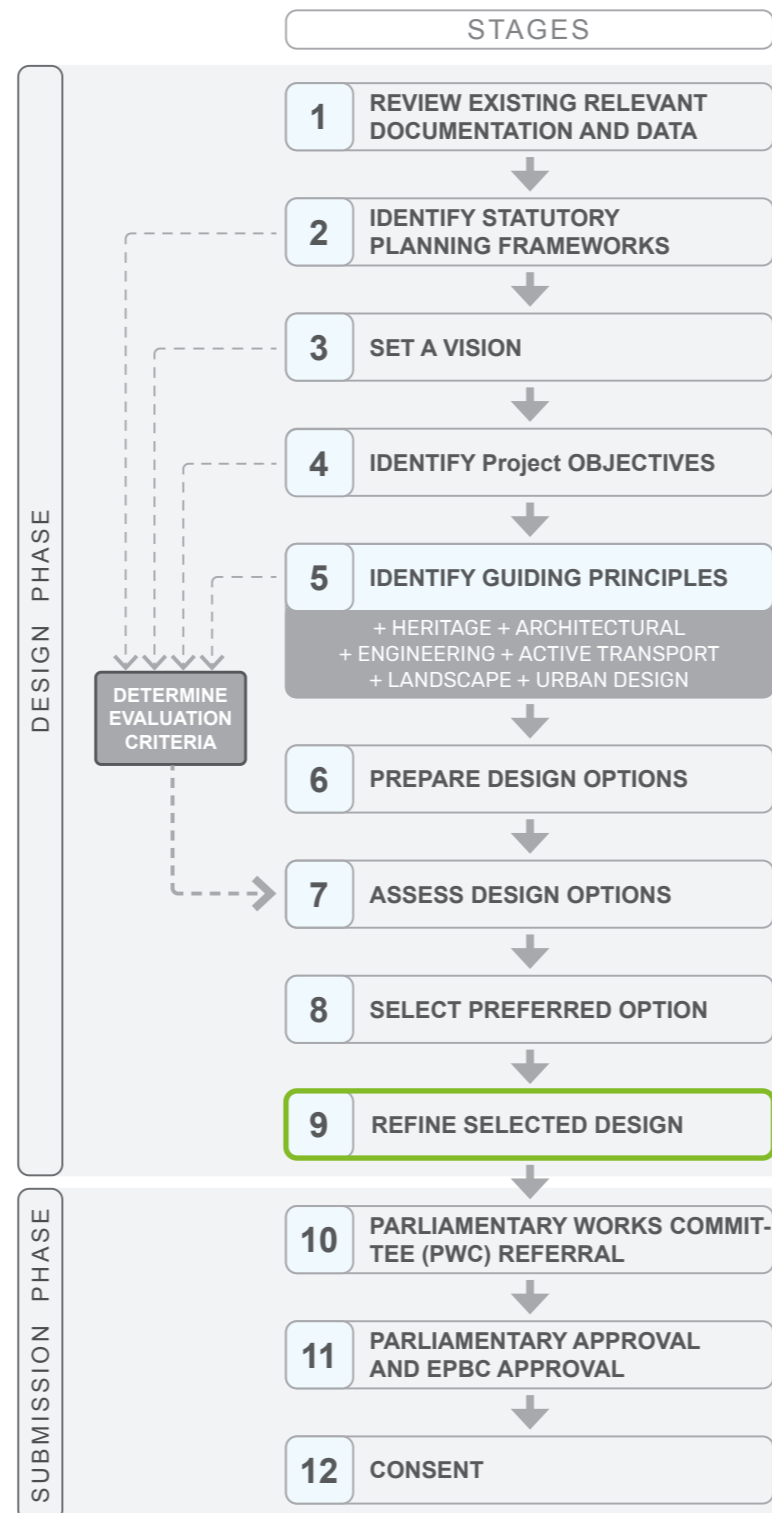 STAGES
DESIGN PHASE
1
REVIEW EXISTING RELEVANT
DOCUMENTATION AND DATA
2
IDENTIFY STATUTORY
PLANNING FRAMEWORKS
3
SET A VISION
4
IDENTIFY Project OBJECTIVES
5
IDENTIFY GUIDING PRINCIPLES
+ HERITAGE + ARCHITECTURAL
+ ENGINEERING + ACTIVE TRANSPORT
+ LANDSCAPE + URBAN DESIGN
DETERMINE
EVALUATION
CRITERIA
6
PREPARE DESIGN OPTIONS
7
ASSESS DESIGN OPTIONS
8
SELECT PREFERRED OPTION
9
REFINE SELECTED DESIGN
SUBMISSION PHASE
10
PARLIAMENTARY WORKS COMMIT-
TEE (PWC) REFERRAL
11
PARLIAMENTARY APPROVAL
AND EPBC APPROVAL
12
CONSENT